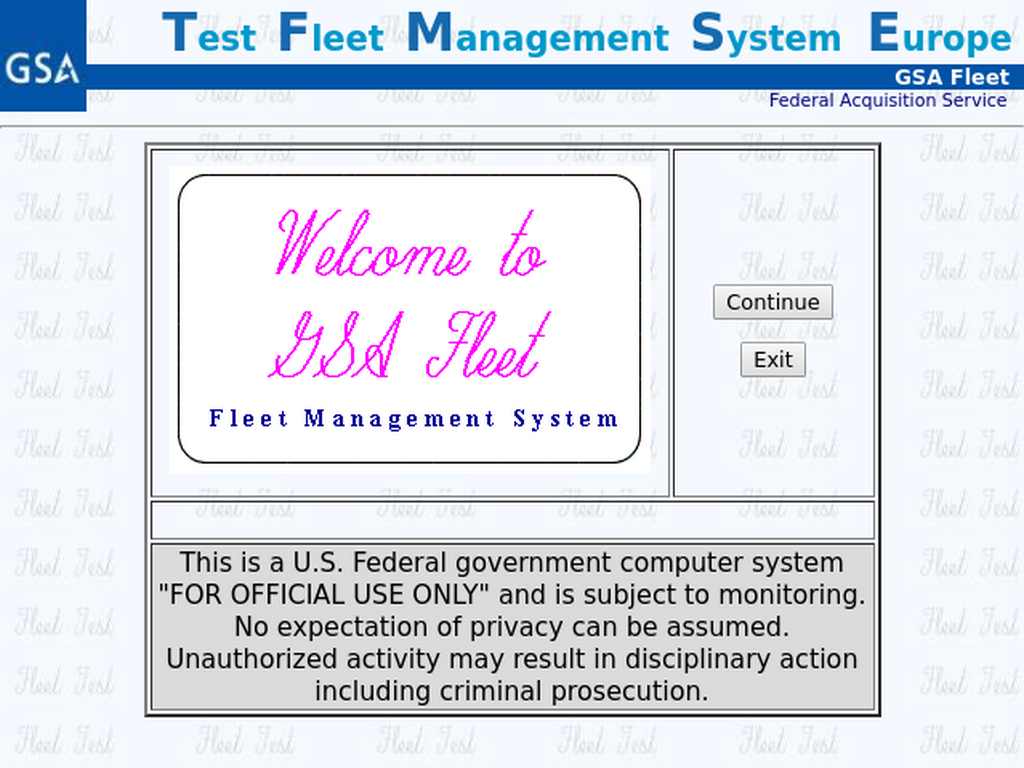 GSA
Test Fleet Management System Europe
GSA Fleet
Federal Acquisition Service
Welcome to
GSA Fleet
Fleet Management System
Continue
Exit
This is a U.S. Federal government computer system
"FOR OFFICIAL USE ONLY" and is subject to monitoring.
No expectation of privacy can be assumed.
Unauthorized activity may result in disciplinary action
including criminal prosecution.
Fleet Test